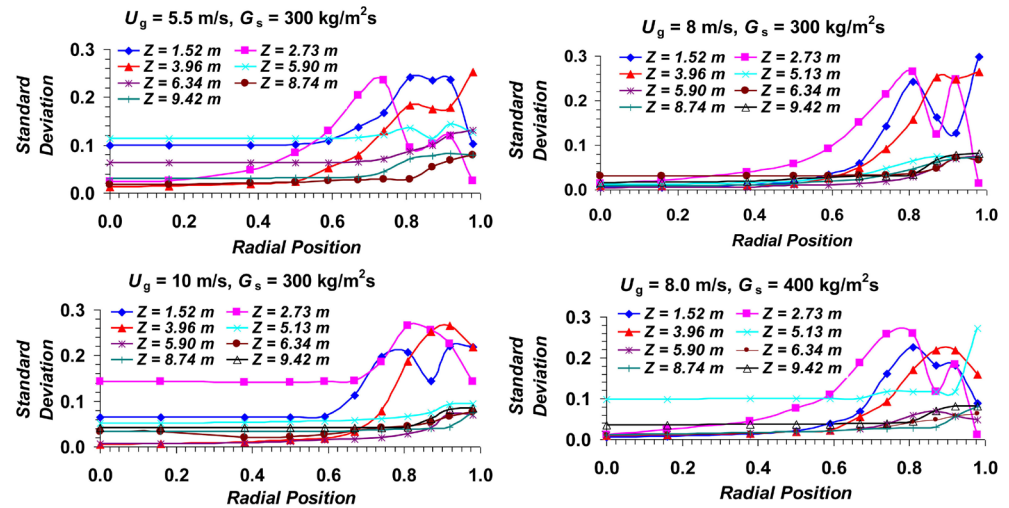 U g = 5.5 m/s, G s = 300 kg/m²s
Standard Deviation
0.3
0.2
0.1
0.0
Z = 1.52 m
Z = 2.73 m
Z = 3.96 m
Z = 5.90 m
Z = 6.34 m
Z = 8.74 m
Z = 9.42 m
0.0 0.2 0.4 0.6 0.8 1.0
Radial Position
U g = 8 m/s, G s = 300 kg/m²s
Standard Deviation
0.3
0.2
0.1
0.0
Z = 1.52 m
Z = 2.73 m
Z = 3.96 m
Z = 5.13 m
Z = 5.90 m
Z = 6.34 m
Z = 8.74 m
Z = 9.42 m
0.0 0.2 0.4 0.6 0.8 1.0
Radial Position
U g = 10 m/s, G s = 300 kg/m²s
Standard Deviation
0.3
0.2
0.1
0.0
Z = 1.52 m
Z = 2.73 m
Z = 3.96 m
Z = 5.13 m
Z = 5.90 m
Z = 6.34 m
Z = 8.74 m
Z = 9.42 m
0.0 0.2 0.4 0.6 0.8 1.0
Radial Position
U g = 8.0 m/s, G s = 400 kg/m²s
Standard Deviation
0.3
0.2
0.1
0.0
Z = 1.52 m
Z = 2.73 m
Z = 3.96 m
Z = 5.13 m
Z = 5.90 m
Z = 6.34 m
Z = 8.74 m
Z = 9.42 m
0.0 0.2 0.4 0.6 0.8 1.0
Radial Position